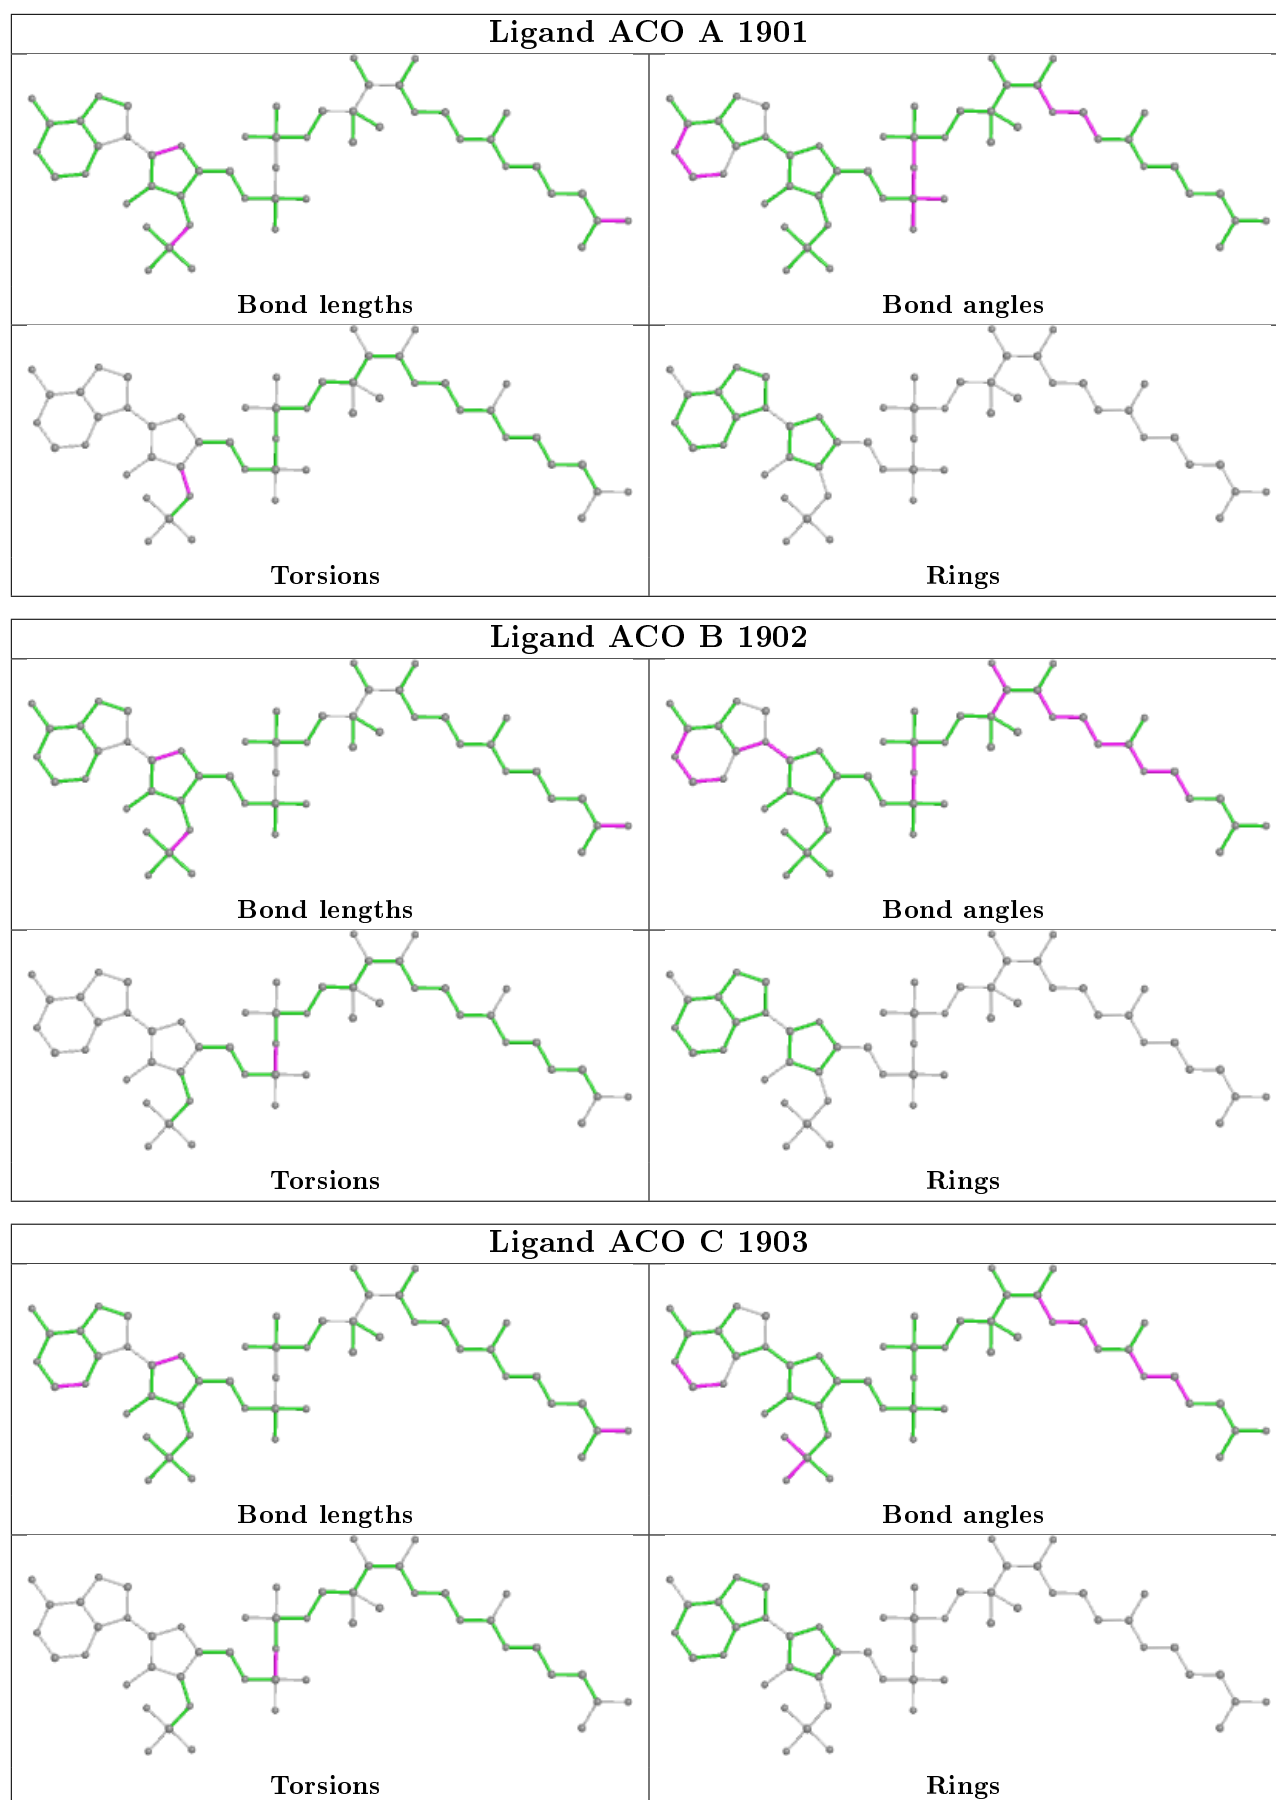 Ligand ACO A 1901
Bond lengths
Bond angles
Torsions
Rings
Ligand ACO B 1902
Bond lengths
Bond angles
Torsions
Rings
Ligand ACO C 1903
Bond lengths
Bond angles
Torsions
Rings